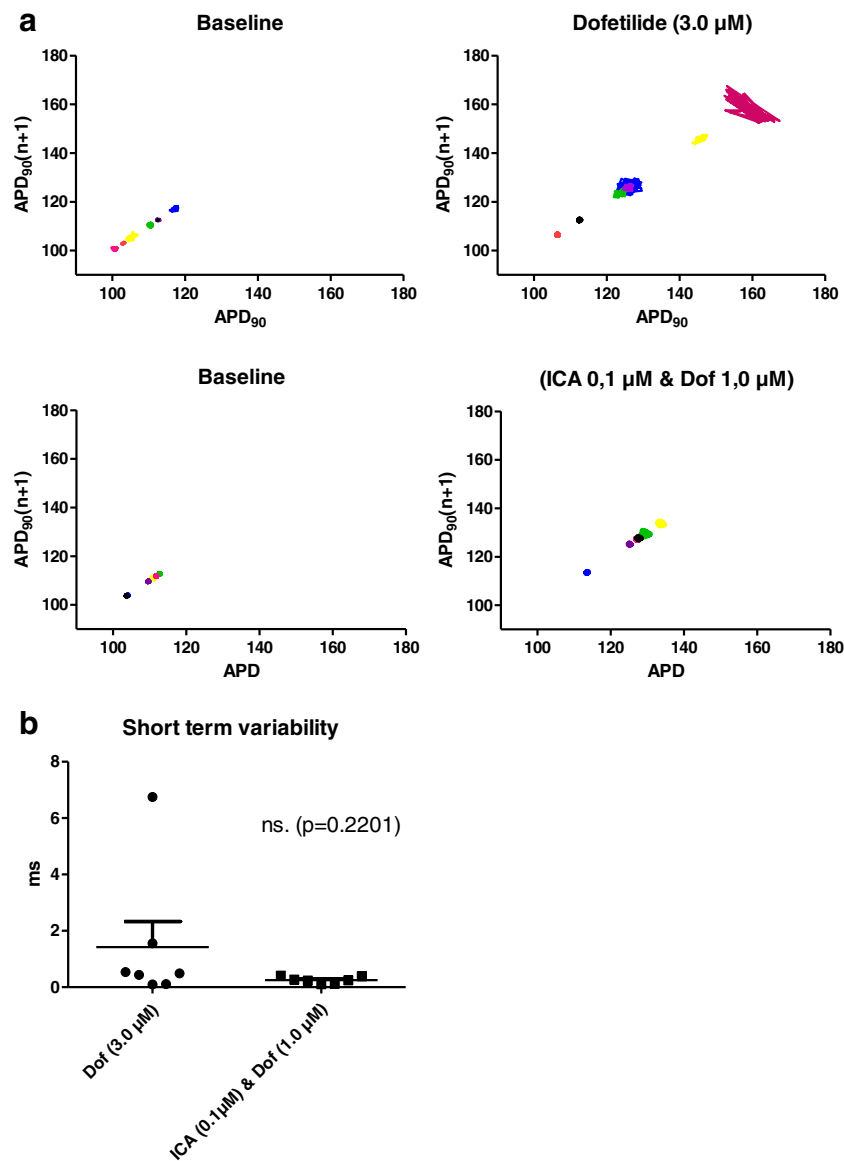 a
Baseline
180
160
140
120
100
APD90(n+1)
100 120 140 160 180
APD90
Dofetilide (3.0 µM)
180
160
140
120
100
APD90(n+1)
100 120 140 160 180
APD90
Baseline
180
160
140
120
100
APD90(n+1)
100 120 140 160 180
APD
(ICA 0,1 µM & Dof 1,0 µM)
180
160
140
120
100
APD90(n+1)
100 120 140 160 180
APD
b
Short term variability
8
6
4
2
0
ms
ns. (p=0.2201)
Dof (3.0 µM)
ICA (0.1µM) & Dof (1.0 µM)